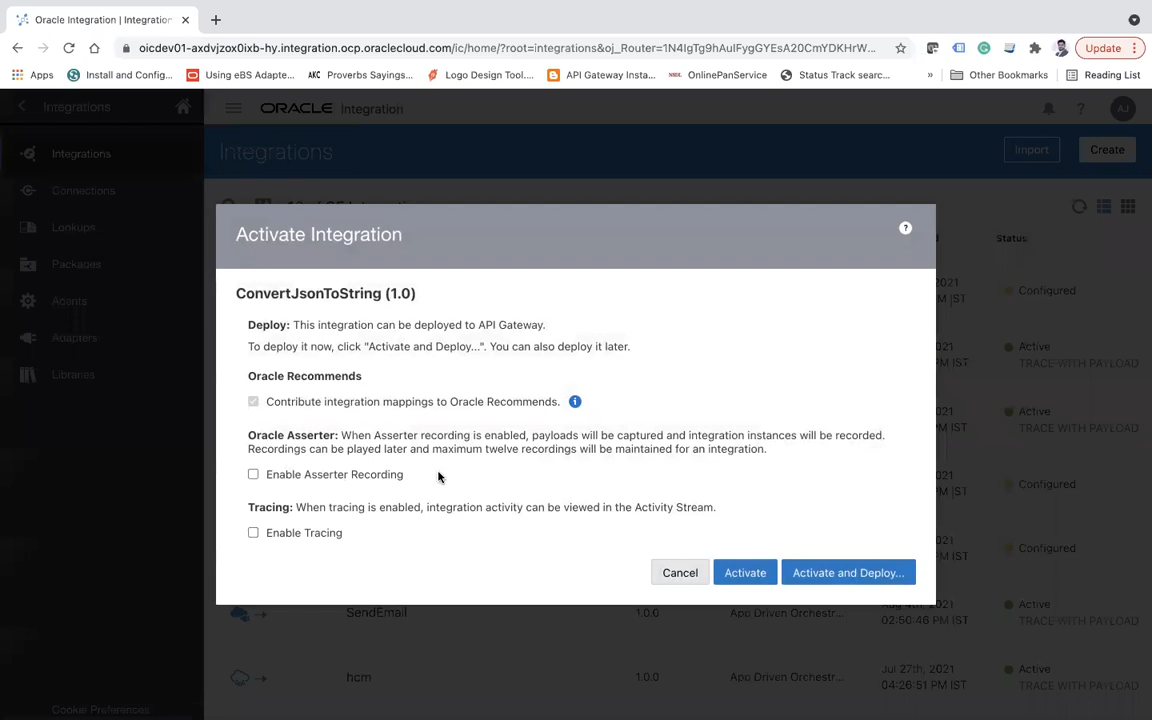 Oracle Integration | Integration
oicdev01-axdvjzox0ixb-hy.integration.ocp.oraclecloud.com/ic/home/?root=integrations&oj_Router=1N4IgTg9hAuIFygGYEsA20CmYDKHrW...
Update
Apps
Install and Config...
Using eBS Adapte...
AKC Proverbs Sayings...
Logo Design Tool....
API Gateway Insta...
OnlinePanService
Status Track searc...
»
Other Bookmarks
Reading List
Integrations
ORACLE Integration
AJ
Integrations
Integrations
Import
Create
Connections
Lookups
Packages
Agents
Adapters
Libraries
Status
Activate Integration
?
ConvertJsonToString (1.0)
Deploy: This integration can be deployed to API Gateway.
To deploy it now, click "Activate and Deploy...". You can also deploy it later.
Oracle Recommends
Contribute integration mappings to Oracle Recommends.
Oracle Asserter: When Asserter recording is enabled, payloads will be captured and integration instances will be recorded.
Recordings can be played later and maximum twelve recordings will be maintained for an integration.
Enable Asserter Recording
Tracing: When tracing is enabled, integration activity can be viewed in the Activity Stream.
Enable Tracing
Cancel
Activate
Activate and Deploy...
Configured
Active
TRACE WITH PAYLOAD
Active
TRACE WITH PAYLOAD
Configured
Configured
SendEmail
1.0.0
App Driven Orchestr...
Aug 4th, 2021
02:50:46 PM IST
Active
TRACE WITH PAYLOAD
hcm
1.0.0
App Driven Orchestr...
Jul 27th, 2021
04:26:51 PM IST
Active
TRACE WITH PAYLOAD
Cookie Preferences